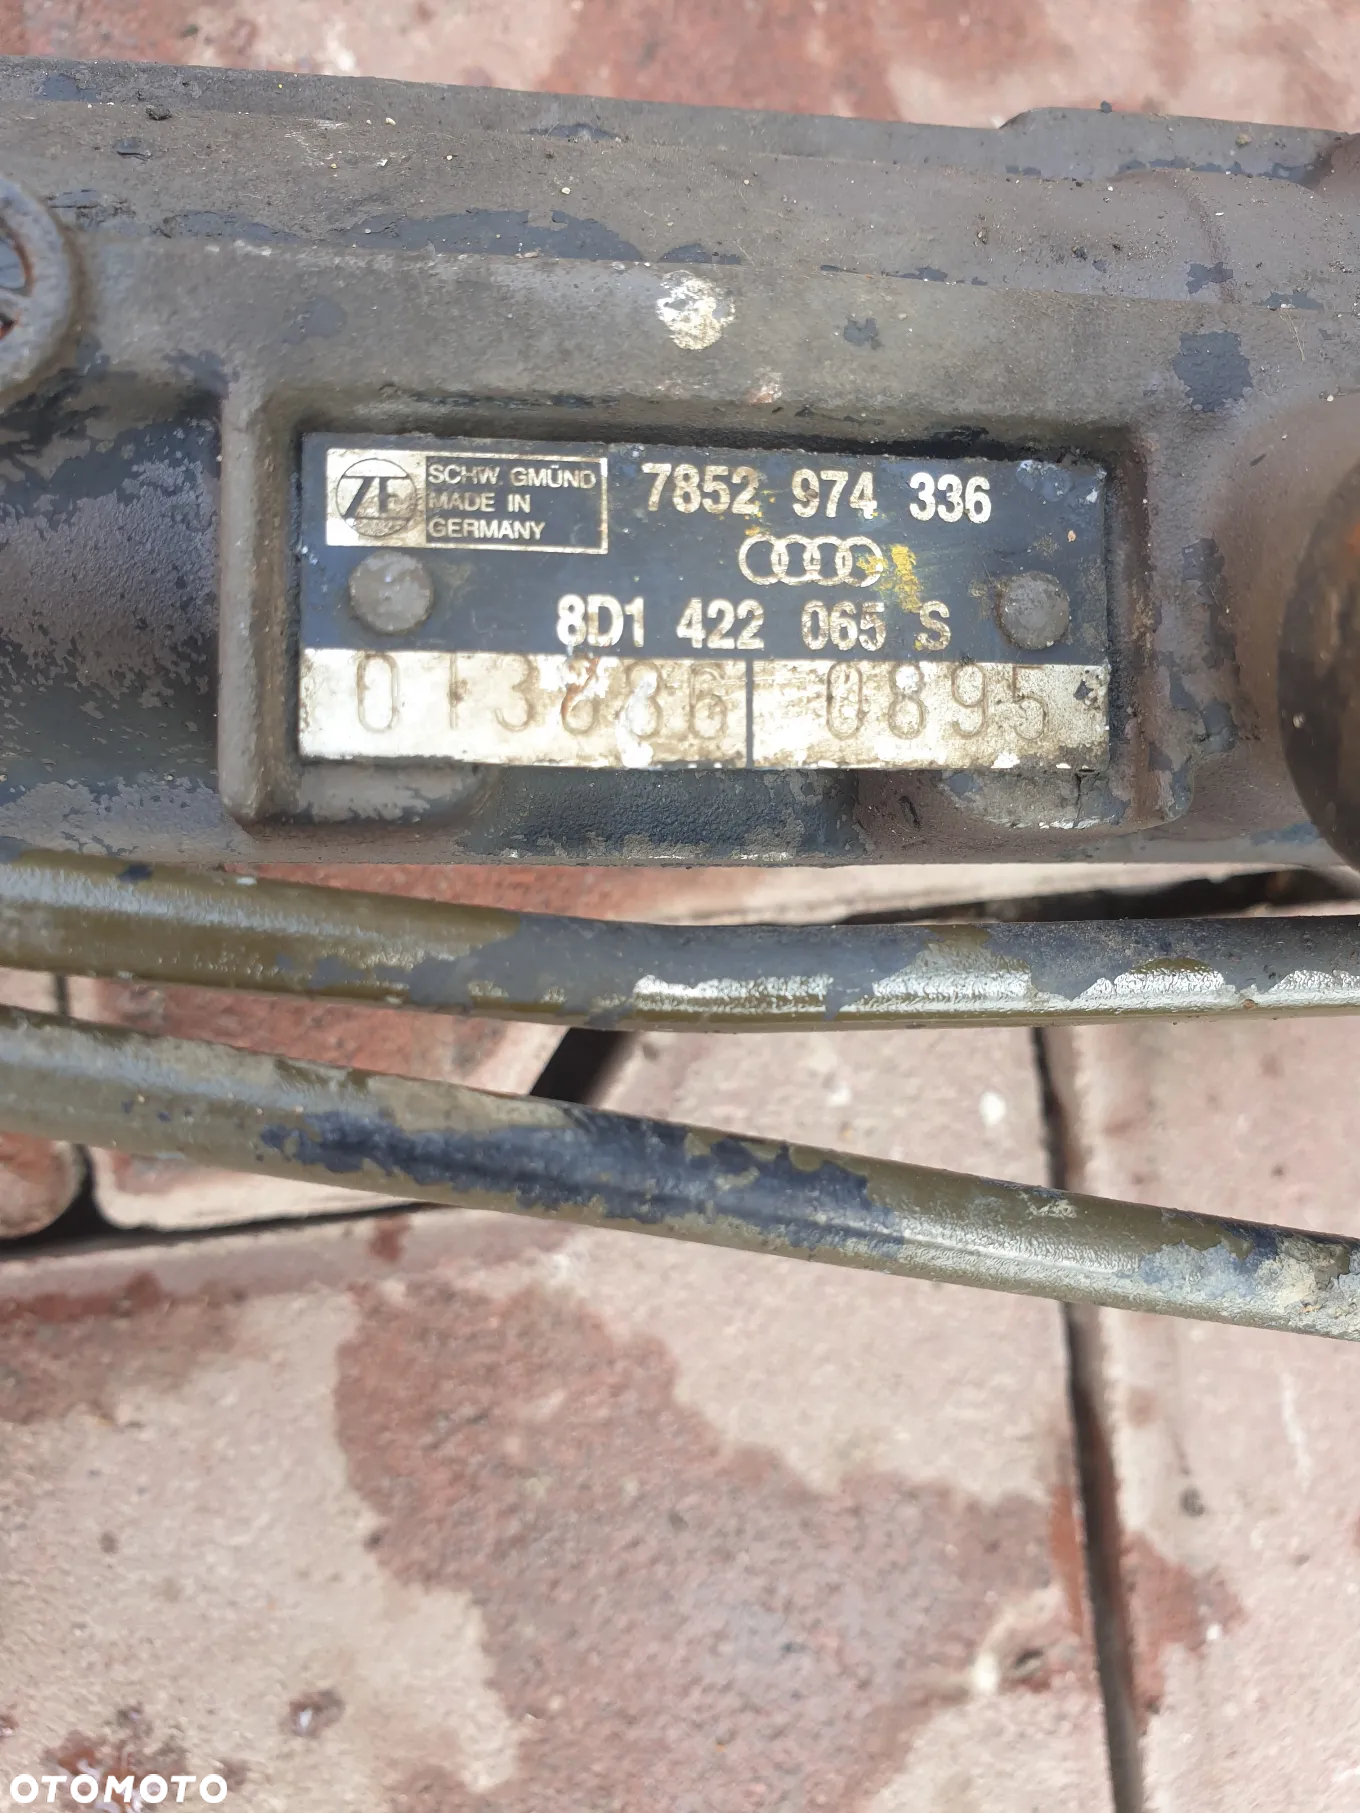 ZF
SCHW. GMÜND
MADE IN
GERMANY
7852 974 336
8D1 422 065 S
0895
OTOMOTO